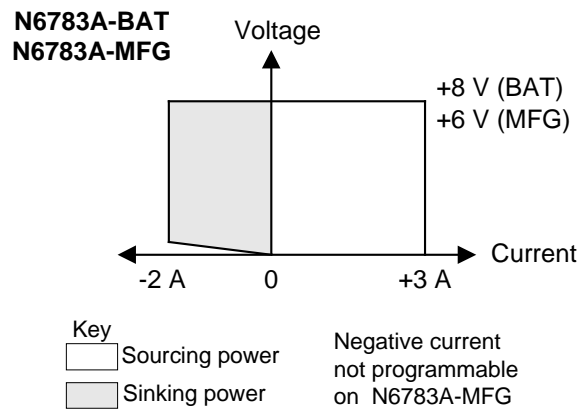 N6783A-BAT
N6783A-MFG
Voltage
+8 V (BAT)
+6 V (MFG)
Current
-2 A
0
+3 A
Key
Sourcing power
Sinking power
Negative current
not programmable
on N6783A-MFG